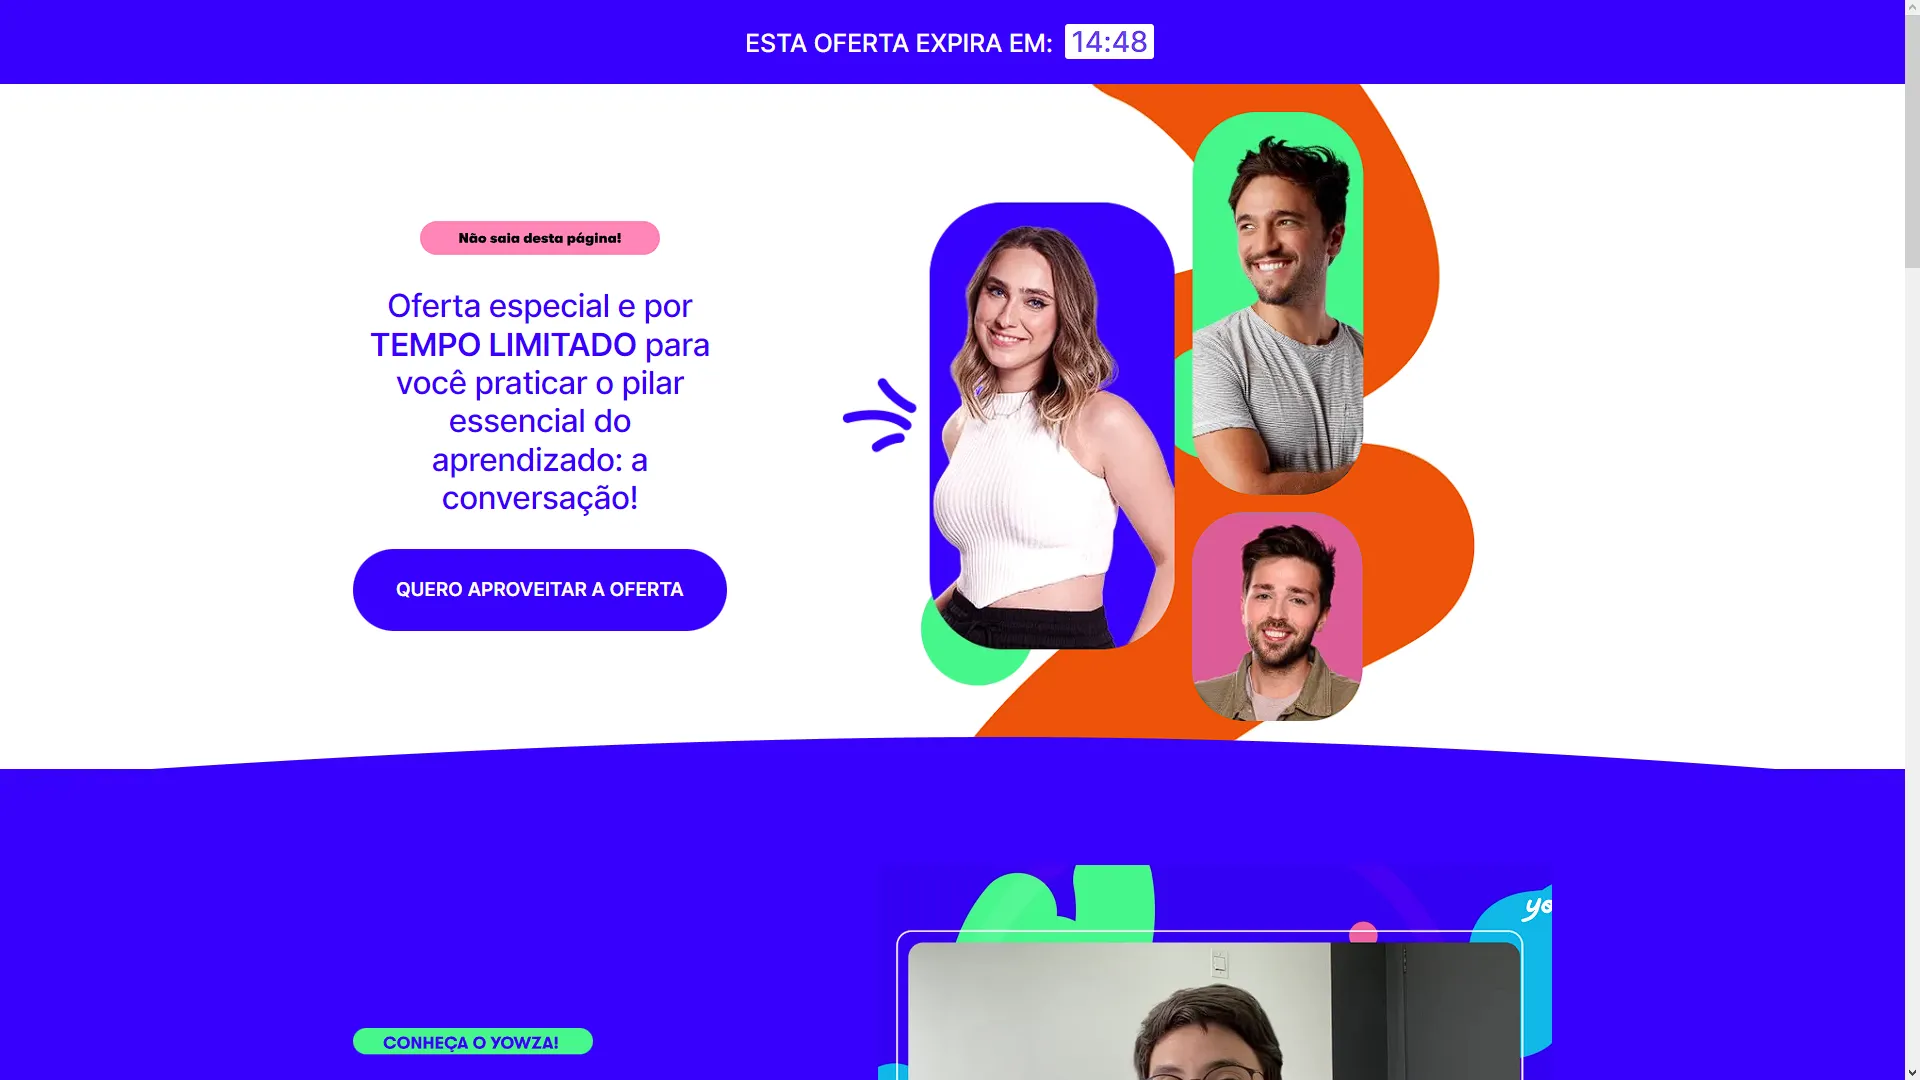 ESTA OFERTA EXPIRA EM: 14:48
Não saia desta página!
Oferta especial e por
TEMPO LIMITADO para
você praticar o pilar
essencial do
aprendizado: a
conversação!
QUERO APROVEITAR A OFERTA
yo
CONHEÇA O YOWZA!